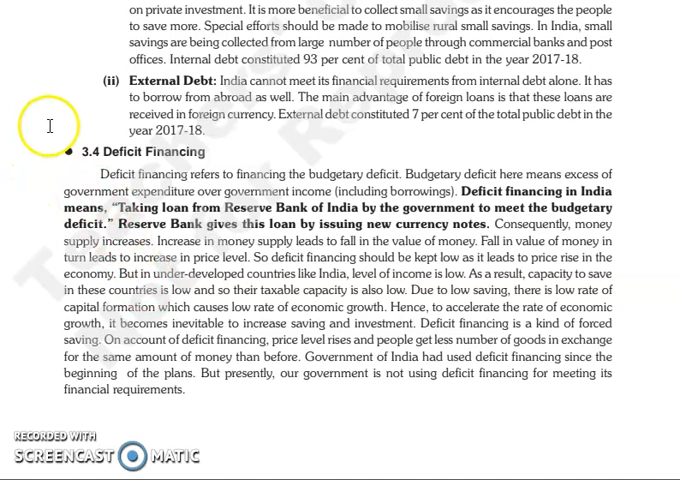 on private investment. It is more beneficial to collect small savings as it encourages the people
to save more. Special efforts should be made to mobilise rural small savings. In India, small
savings are being collected from large number of people through commercial banks and post
offices. Internal debt constituted 93 per cent of total public debt in the year 2017-18.
(ii) External Debt: India cannot meet its financial requirements from internal debt alone. It has
to borrow from abroad as well. The main advantage of foreign loans is that these loans are
received in foreign currency. External debt constituted 7 per cent of the total public debt in the
year 2017-18.
● 3.4 Deficit Financing
Deficit financing refers to financing the budgetary deficit. Budgetary deficit here means excess of
government expenditure over government income (including borrowings). Deficit financing in India
means, “Taking loan from Reserve Bank of India by the government to meet the budgetary
deficit.” Reserve Bank gives this loan by issuing new currency notes. Consequently, money
supply increases. Increase in money supply leads to fall in the value of money. Fall in value of money in
turn leads to increase in price level. So deficit financing should be kept low as it leads to price rise in the
economy. But in under-developed countries like India, level of income is low. As a result, capacity to save
in these countries is low and so their taxable capacity is also low. Due to low saving, there is low rate of
capital formation which causes low rate of economic growth. Hence, to accelerate the rate of economic
growth, it becomes inevitable to increase saving and investment. Deficit financing is a kind of forced
saving. On account of deficit financing, price level rises and people get less number of goods in exchange
for the same amount of money than before. Government of India had used deficit financing since the
beginning of the plans. But presently, our government is not using deficit financing for meeting its
financial requirements.
RECORDED WITH
SCREENCAST MATIC